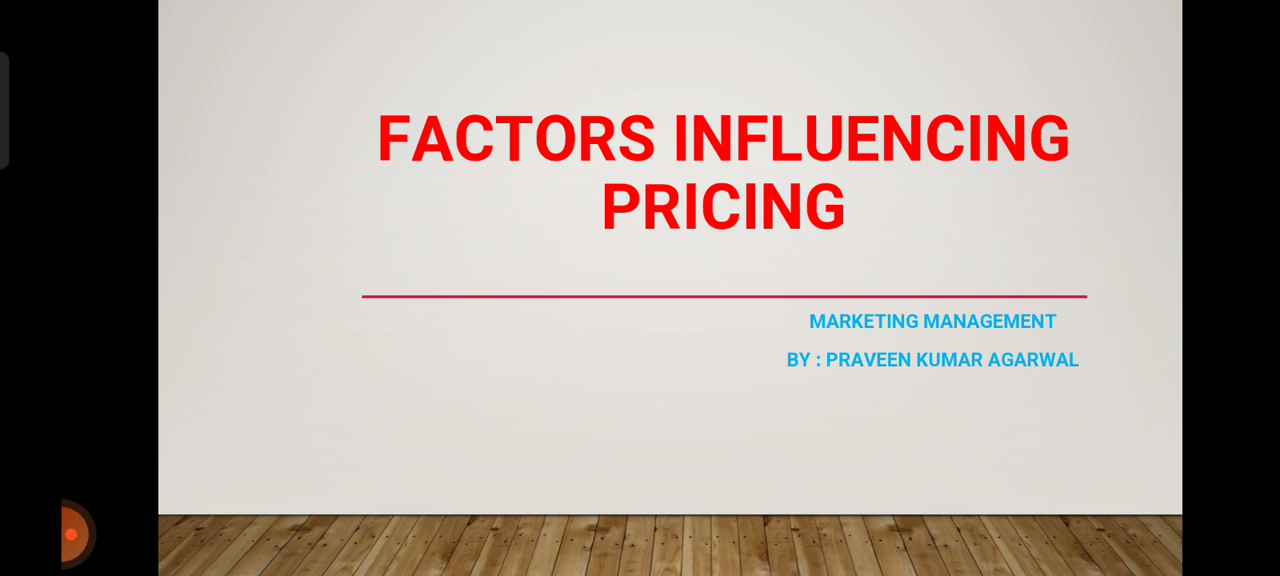 FACTORS INFLUENCING
PRICING
MARKETING MANAGEMENT
BY : PRAVEEN KUMAR AGARWAL